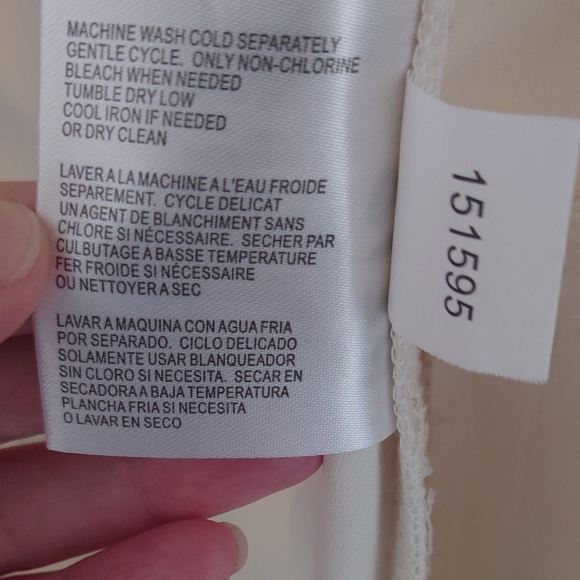 MACHINE WASH COLD SEPARATELY
GENTLE CYCLE. ONLY NON-CHLORINE
BLEACH WHEN NEEDED
TUMBLE DRY LOW
COOL IRON IF NEEDED
OR DRY CLEAN
LAVER A LA MACHINE A L'EAU FROIDE
SEPAREMENT. CYCLE DELICAT
UN AGENT DE BLANCHIMENT SANS
CHLORE SI NÉCESSAIRE. SECHER PAR
CULBUTAGE A BASSE TEMPERATURE
FER FROIDE SI NÉCESSAIRE
OU NETTOYER A SEC
LAVAR A MAQUINA CON AGUA FRIA
POR SEPARADO. CICLO DELICADO
SOLAMENTE USAR BLANQUEADOR
SIN CLORO SI NECESITA. SECAR EN
SECADORA A BAJA TEMPERATURA
PLANCHA FRIA SI NECESITA
O LAVAR EN SECO
151595